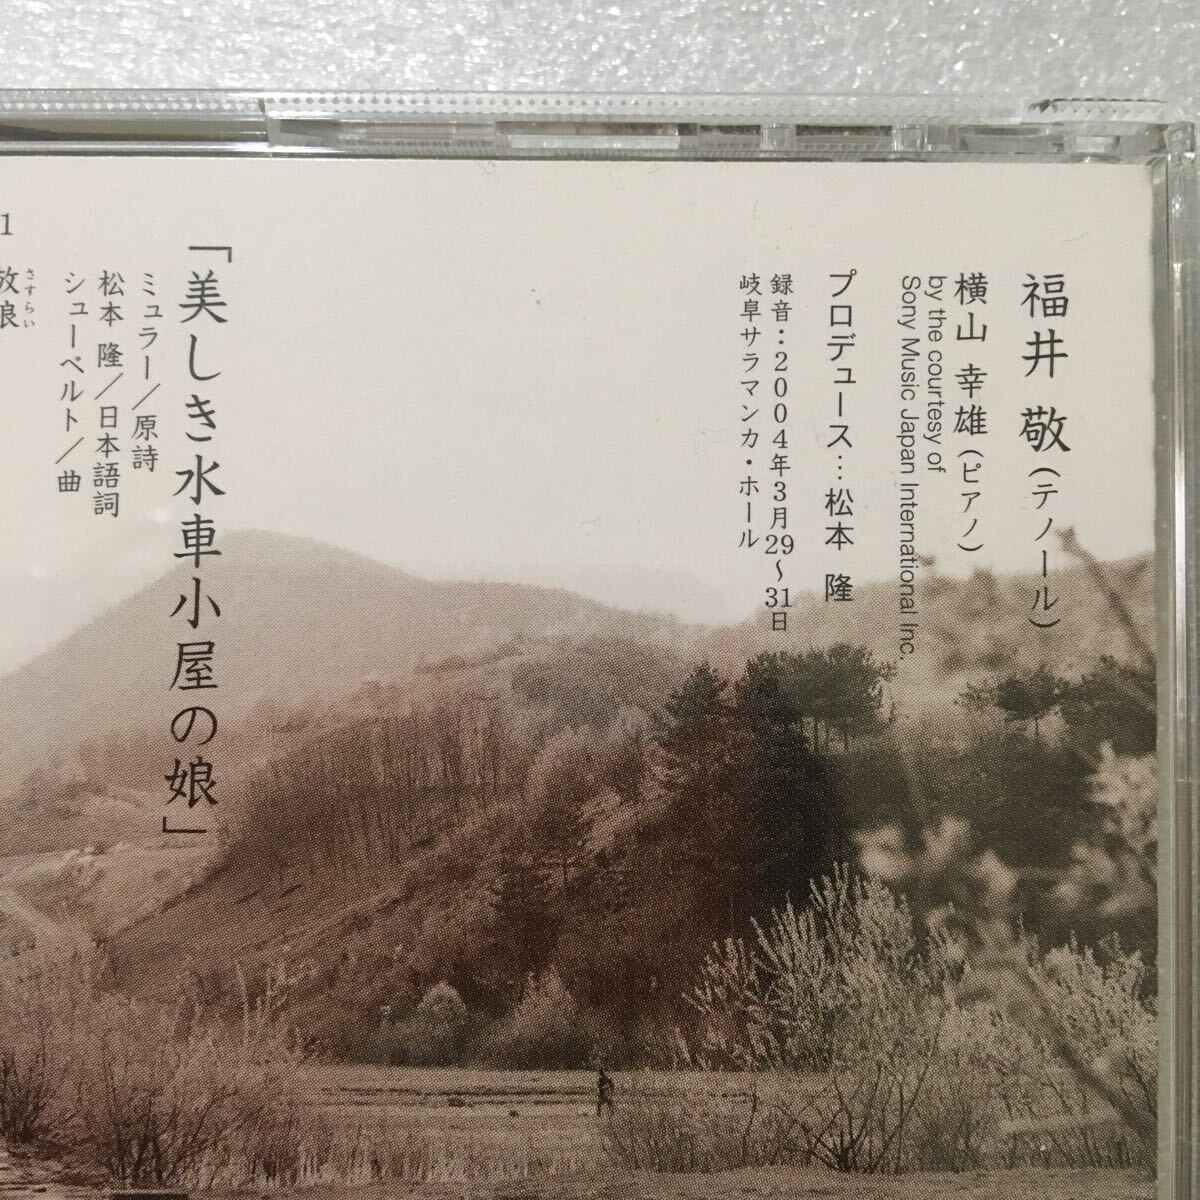 福井 敬(テノール)
横山 幸雄(ピアノ)
by the courtesy of
Sony Music Japan International Inc.
プロデュース:松本 隆
録音:2004年3月29〜31日
岐阜サラマンカ・ホール
「美しき水車小屋の娘」
ミュラー/原詩
松本 隆/日本語詞
シューベルト/曲
1
放浪
さすらい